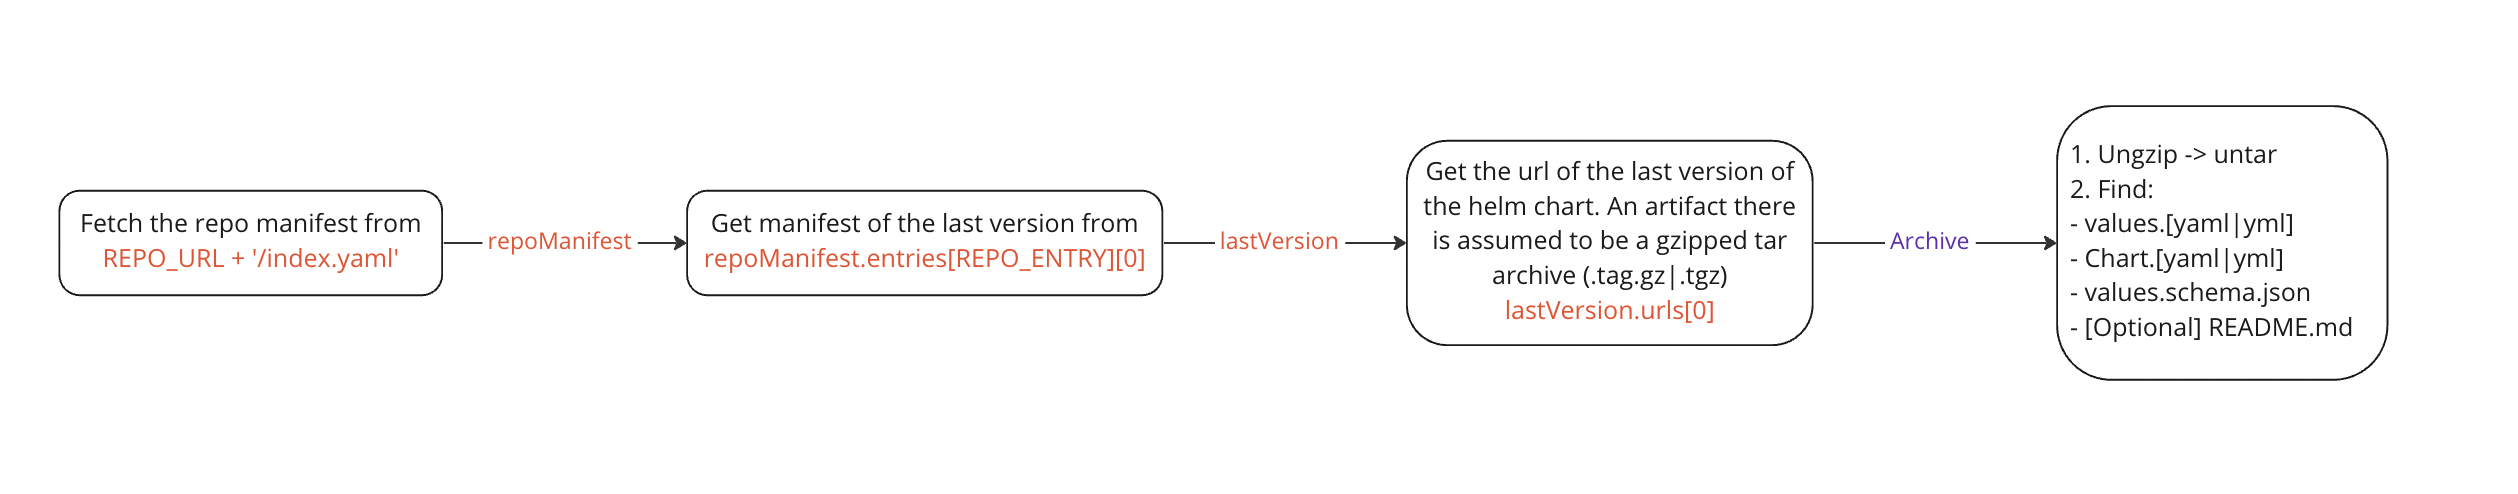 Fetch the repo manifest from
REPO_URL + '/index.yaml'
repoManifest
Get manifest of the last version from
repoManifest.entries[REPO_ENTRY][0]
lastVersion
Get the url of the last version of
the helm chart. An artifact there
is assumed to be a gzipped tar
archive (.tag.gz|.tgz)
lastVersion.urls[0]
Archive
1. Ungzip -> untar
2. Find:
- values.[yaml|yml]
- Chart.[yaml|yml]
- values.schema.json
- [Optional] README.md